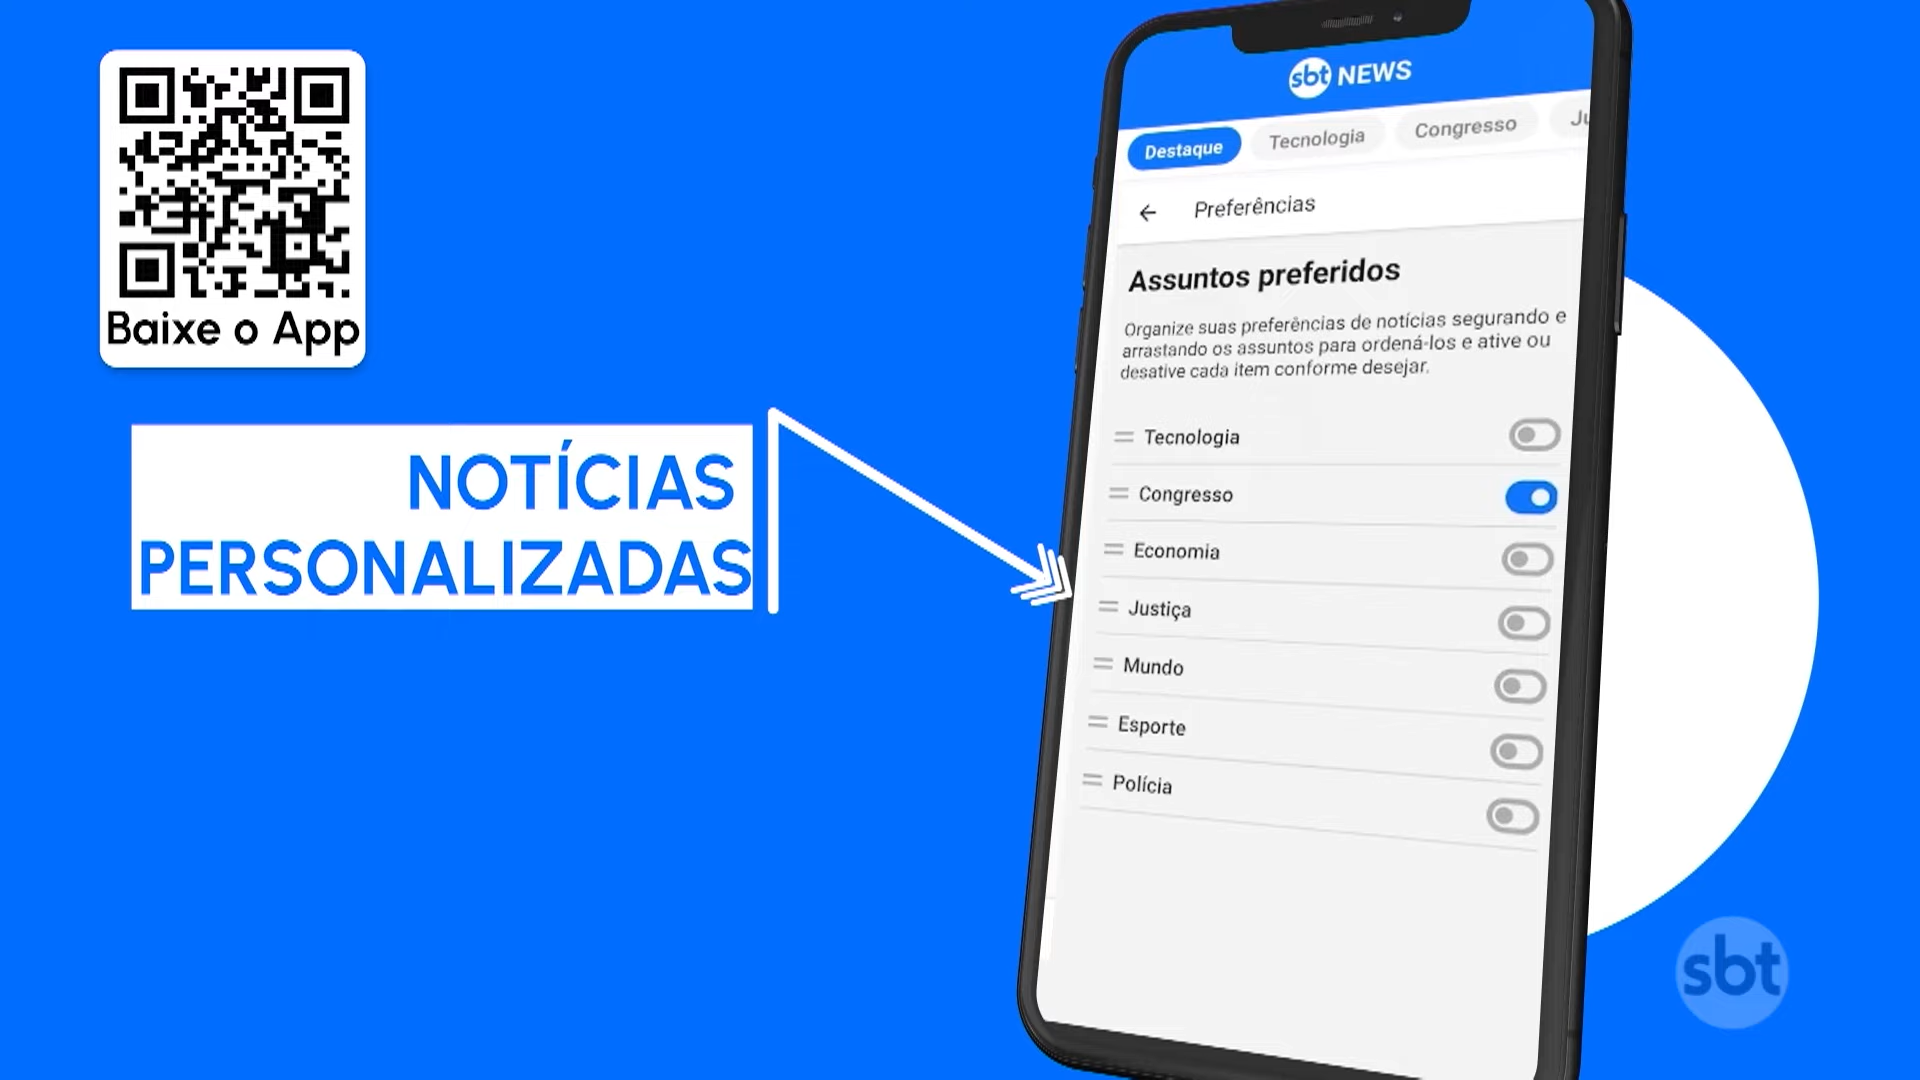 Baixe o App
NOTÍCIAS
PERSONALIZADAS
sbt NEWS
Destaque
Tecnologia
Congresso
Preferências
Assuntos preferidos
Organize suas preferências de notícias segurando e
arrastando os assuntos para ordená-los e ative ou
desative cada item conforme desejar.
Tecnologia
Congresso
Economia
Justiça
Mundo
Esporte
Polícia
sbt